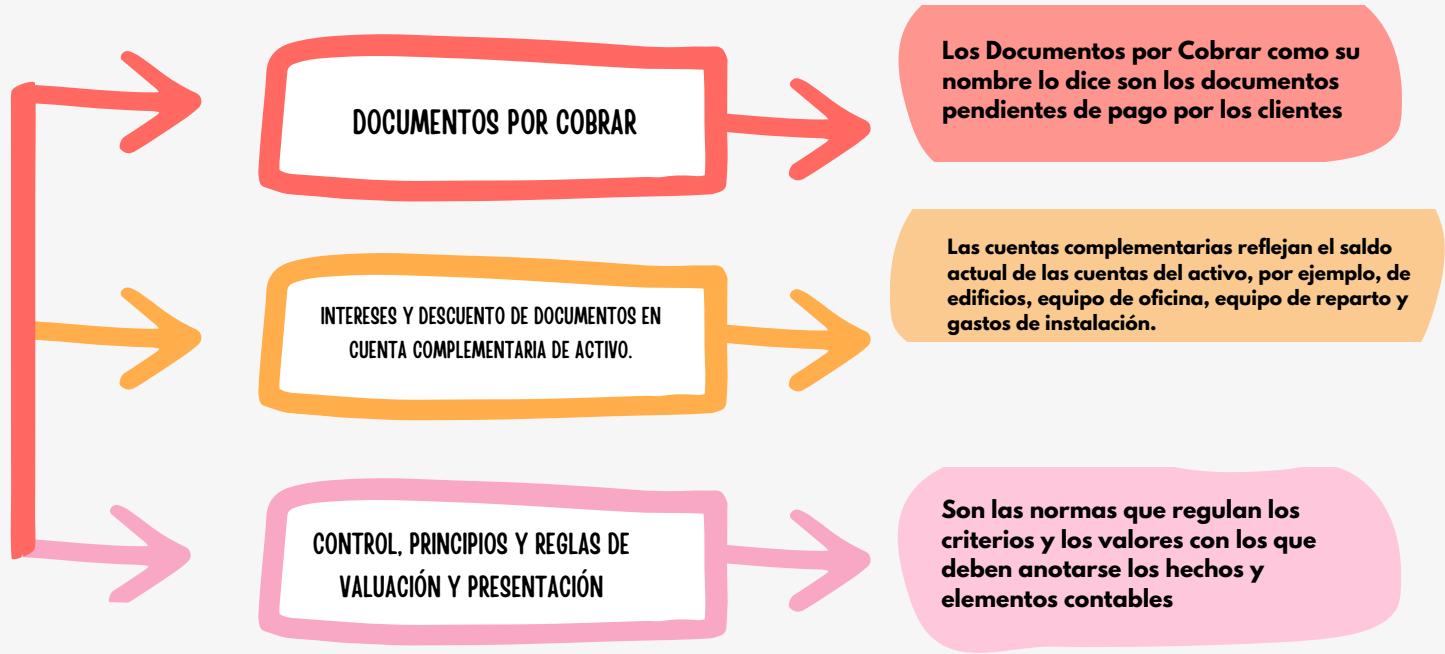 DOCUMENTOS POR COBRAR
Los Documentos por Cobrar como su
nombre lo dice son los documentos
pendientes de pago por los clientes
INTERESES Y DESCUENTO DE DOCUMENTOS EN
CUENTA COMPLEMENTARIA DE ACTIVO.
Las cuentas complementarias reflejan el saldo
actual de las cuentas del activo, por ejemplo, de
edificios, equipo de oficina, equipo de reparto y
gastos de instalación.
CONTROL, PRINCIPIOS Y REGLAS DE
VALUACIÓN Y PRESENTACIÓN
Son las normas que regulan los
criterios y los valores con los que
deben anotarse los hechos y
elementos contables